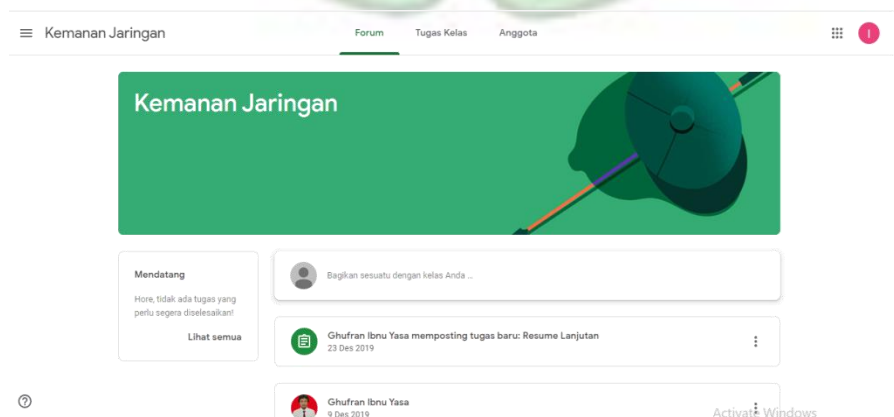 Kemanan Jaringan
Forum Tugas Kelas Anggota
I
Kemanan Jaringan
Mendatang
Hore, tidak ada tugas yang
perlu segera diselesaikan!
Lihat semua
Bagikan sesuatu dengan kelas Anda ...
Ghufran Ibnu Yasa memposting tugas baru: Resume Lanjutan
23 Des 2019
Ghufran Ibnu Yasa
9 Des 2019
Activate Windows